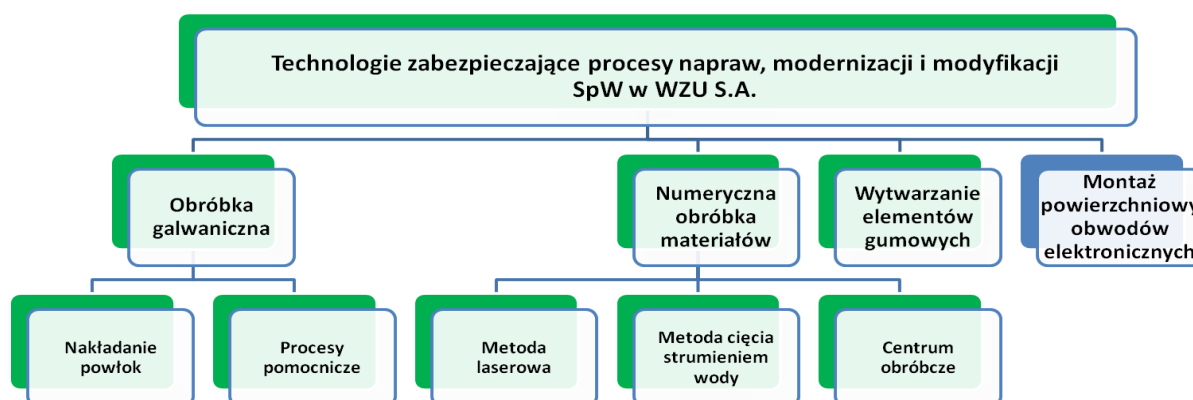 Technologie zabezpieczające procesy napraw, modernizacji i modyfikacji
SpW w WZU S.A.
Obróbka
galwaniczna
Numeryczna
obróbka
materiałów
Wytwarzanie
elementów
gumowych
Montaż
powierzchniowy
obwodów
elektronicznych
Nakładanie
powłok
Procesy
pomocnicze
Metoda
laserowa
Metoda cięcia
strumieniem
wody
Centrum
obróbcze